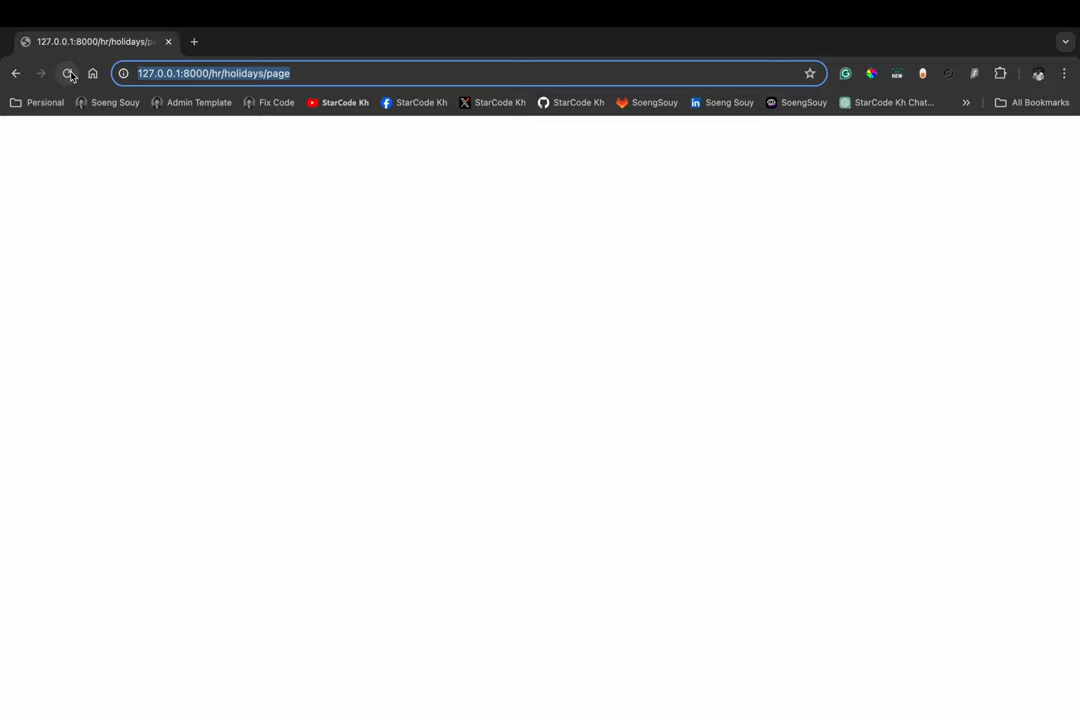 127.0.0.1:8000/hr/holidays/pa
127.0.0.1:8000/hr/holidays/page
Personal Soeng Souy Admin Template Fix Code StarCode Kh StarCode Kh StarCode Kh StarCode Kh SoengSouy Soeng Souy SoengSouy StarCode Kh Chat... » All Bookmarks